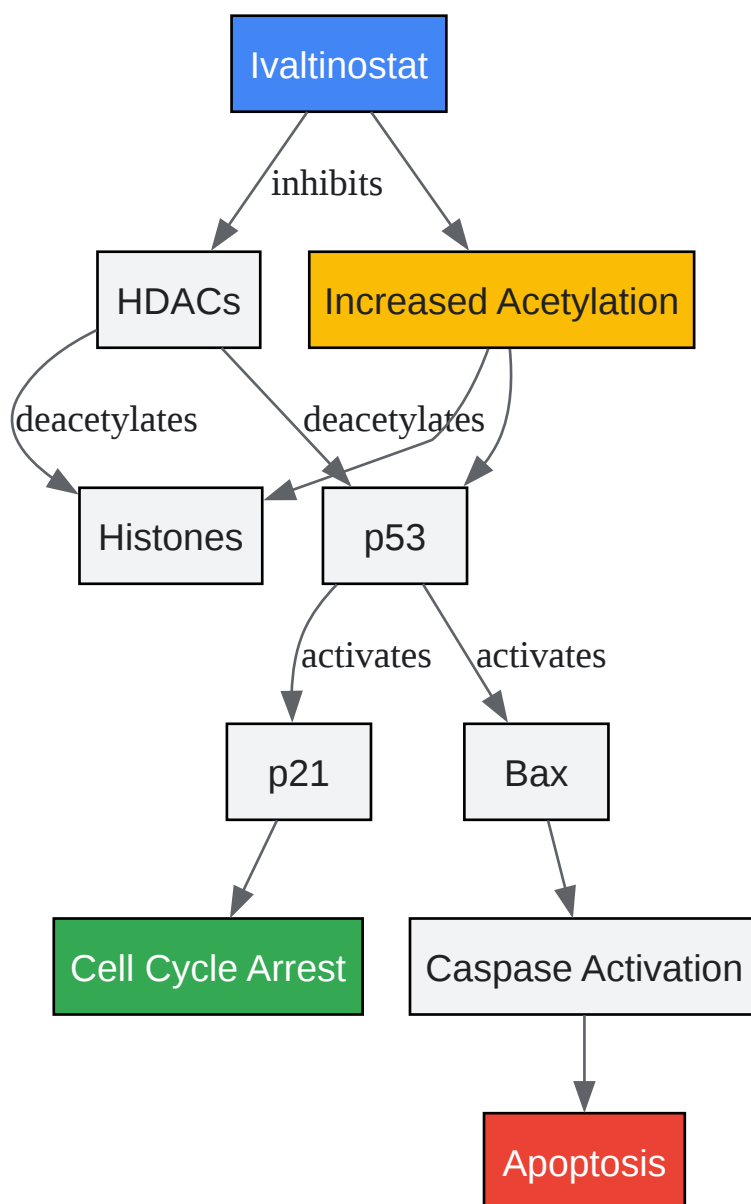 Ivaltinostat
inhibits
HDACs
Increased Acetylation
deacetylates
deacetylates
Histones
p53
activates
activates
p21
Bax
Cell Cycle Arrest
Caspase Activation
Apoptosis